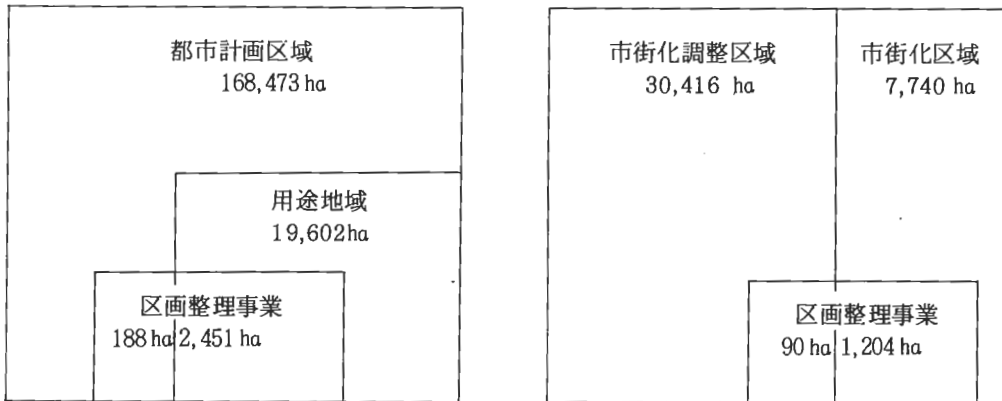 都市計画区域
168,473 ha
用途地域
19,602ha
区画整理事業
188 ha 2,451 ha
市街化調整区域
30,416 ha
市街化区域
7,740 ha
区画整理事業
90 ha 1,204 ha